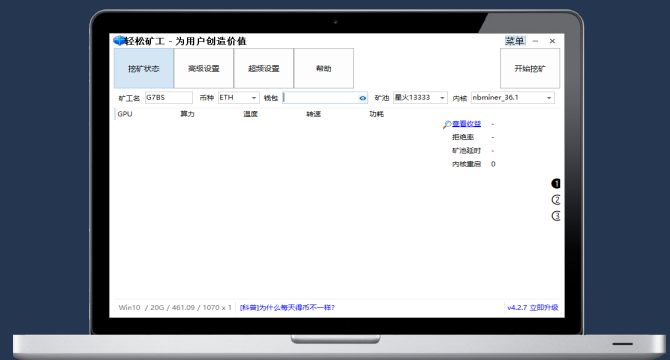 轻松矿工 - 为用户创造价值 菜单
挖矿状态 高级设置 超频设置 帮助 开始挖矿
矿工名 G7BS 币种 ETH 钱包 矿池 星火13333 内核 nbminer_36.1
GPU 算力 温度 转速 功耗
查看收益 -
拒绝率 -
矿池延时 -
内核重启 0
1
2
3
Win10 / 20G / 461.09 / 1070 x 1 [科普]为什么每天得币不一样? v4.2.7 立即升级